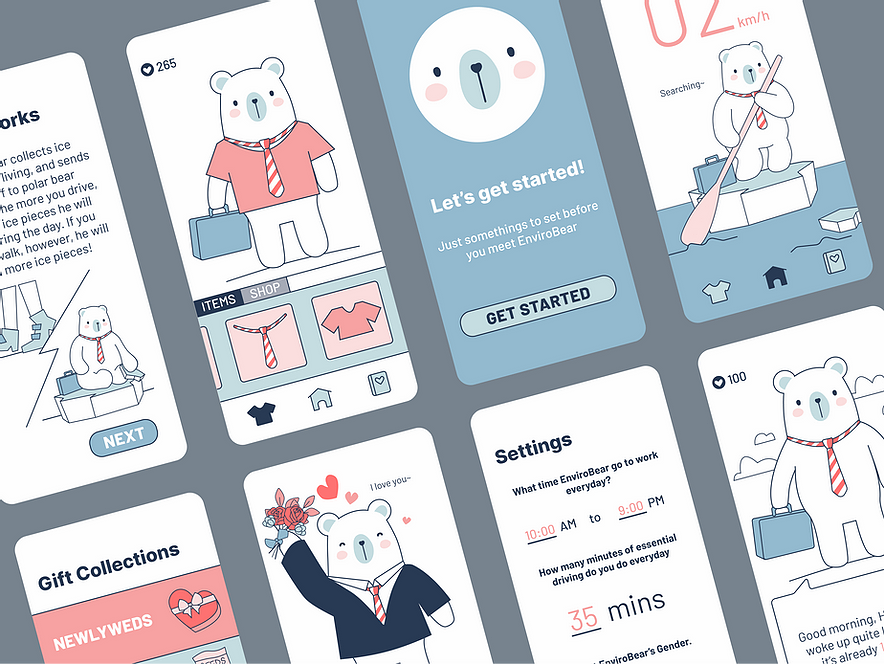 ar collects ice
living, and sends
f to polar bear
he more you drive,
ice pieces he will
ring the day. If you
walk, however, he will
more ice pieces!
NEXT
265
ITEMS
SHOP
Let's get started!
Just somethings to set before
you meet EnviroBear
GET STARTED
02 km/h
Searching~
Gift Collections
NEWLYWEDS
I love you~
Settings
What time EnviroBear go to work
everyday?
10:00 AM to 9:00 PM
How many minutes of essential
driving do you do everyday
35 mins
EnviroBear's Gender.
100
Good morning, H
woke up quite
it's already